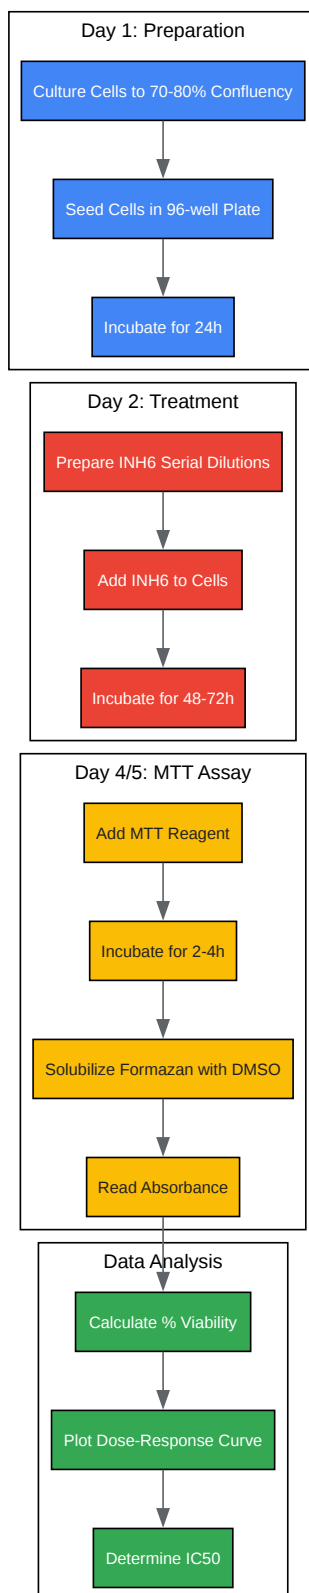 Day 1: Preparation
Culture Cells to 70-80% Confluency
Seed Cells in 96-well Plate
Incubate for 24h
Day 2: Treatment
Prepare INH6 Serial Dilutions
Add INH6 to Cells
Incubate for 48-72h
Day 4/5: MTT Assay
Add MTT Reagent
Incubate for 2-4h
Solubilize Formazan with DMSO
Read Absorbance
Data Analysis
Calculate % Viability
Plot Dose-Response Curve
Determine IC50